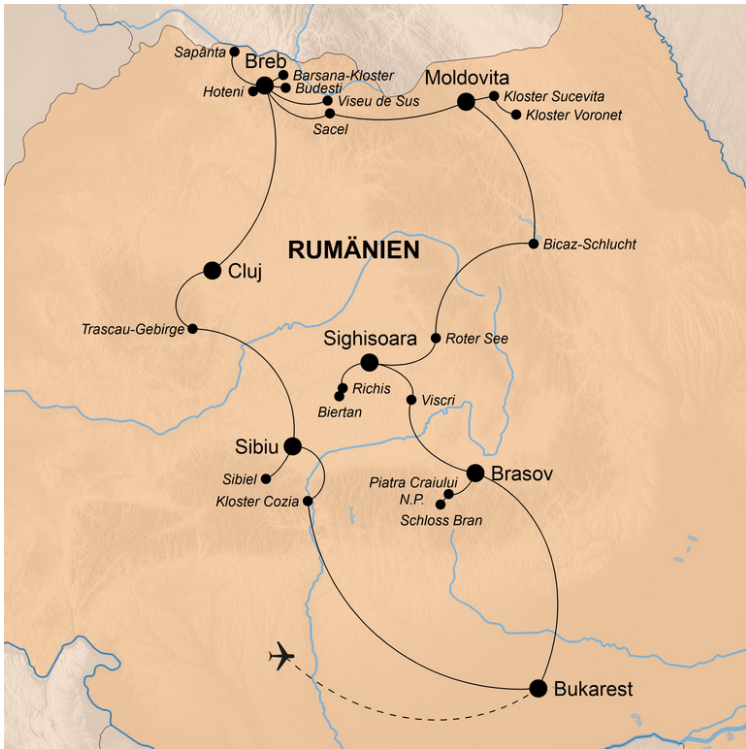 Sapânta
Breb
Barsana-Kloster
Hoteni
Budesti
Viseu de Sus
Sacel
Moldovita
Kloster Sucevita
Kloster Voronet
RUMÄNIEN
Bicaz-Schlucht
Cluj
Trascau-Gebirge
Sighisoara
Roter See
Richis
Biertan
Viscri
Sibiu
Sibiel
Kloster Cozia
Brasov
Piatra Craiului
N.P.
Schloss Bran
Bukarest